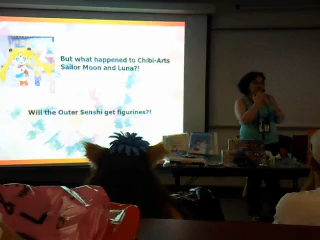 But what happened to Chibi-Arts
Sailor Moon and Luna?!
Will the Outer Senshi get figurines?!